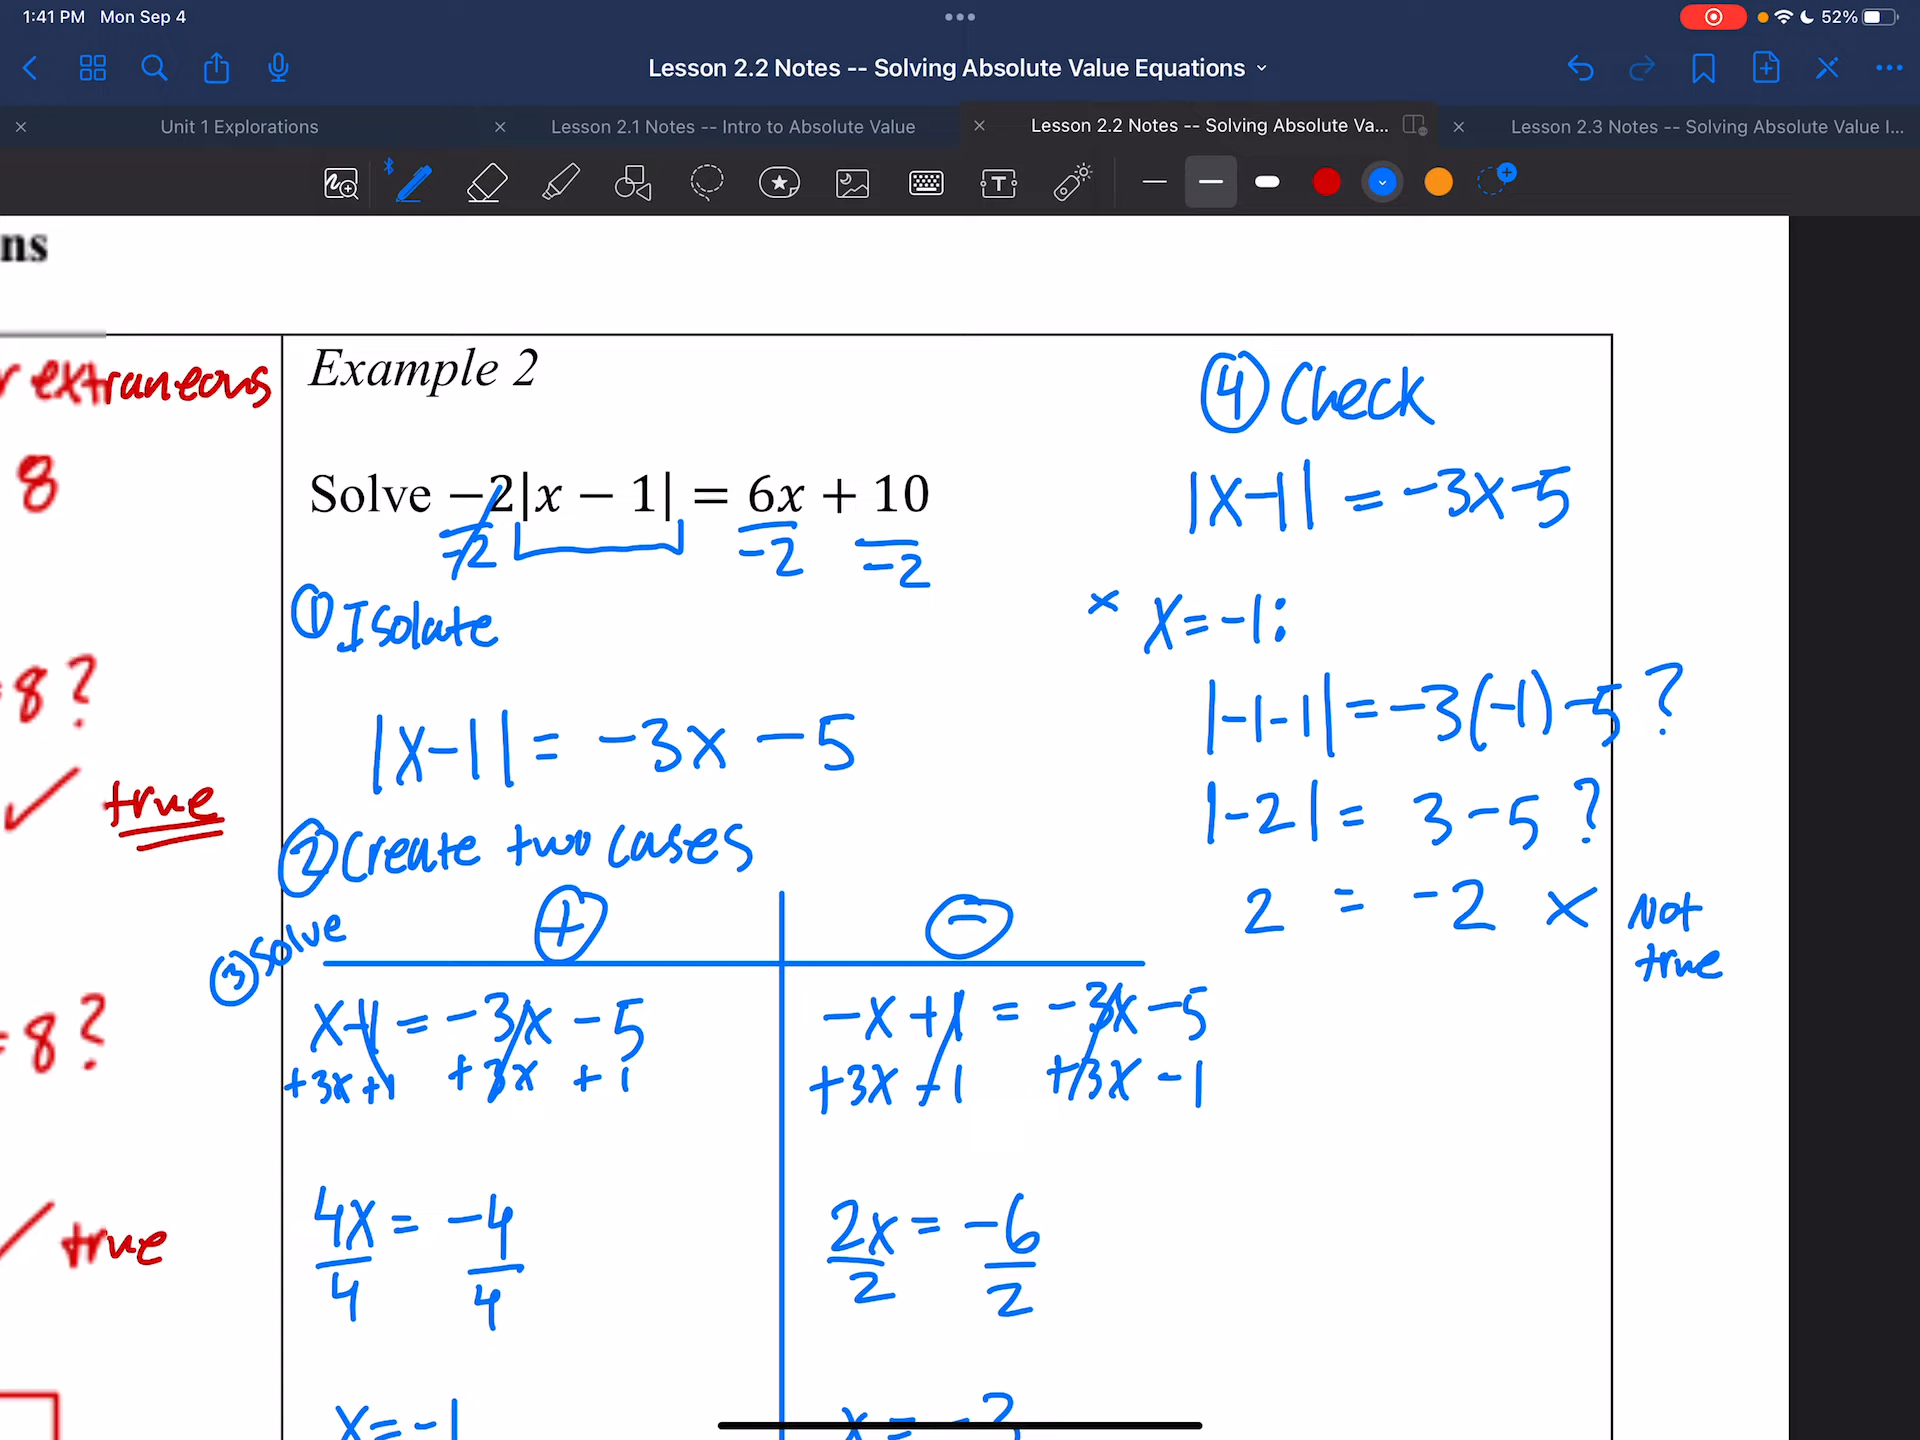 1:41 PM Mon Sep 4
52%
Lesson 2.2 Notes -- Solving Absolute Value Equations
Unit 1 Explorations
Lesson 2.1 Notes -- Intro to Absolute Value
Lesson 2.2 Notes -- Solving Absolute Va...
Lesson 2.3 Notes -- Solving Absolute Value I...
ns
r extraneous
8
=8?
✓ true
=8?
✓ true
Example 2
Solve −2|x − 1| = 6x + 10
-2 -2 -2
① Isolate
|x-1| = -3x -5
② Create two cases
③ solve
+ -
x-1 = -3x -5
+3x +1 +3x +1
4x = -4
4 4
x = -1
-x +1 = -3x -5
+3x -1 +3x -1
2x = -6
2 2
x = -3
④ Check
|x-1| = -3x-5
x x=-1:
|-1-1| = -3(-1)-5 ?
|-2| = 3-5 ?
2 = -2 x Not
true